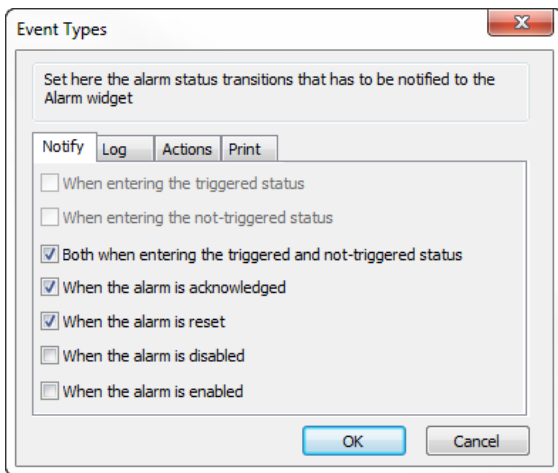 Event Types
Set here the alarm status transitions that has to be notified to the
Alarm widget
Notify Log Actions Print
When entering the triggered status
When entering the not-triggered status
Both when entering the triggered and not-triggered status
When the alarm is acknowledged
When the alarm is reset
When the alarm is disabled
When the alarm is enabled
OK Cancel